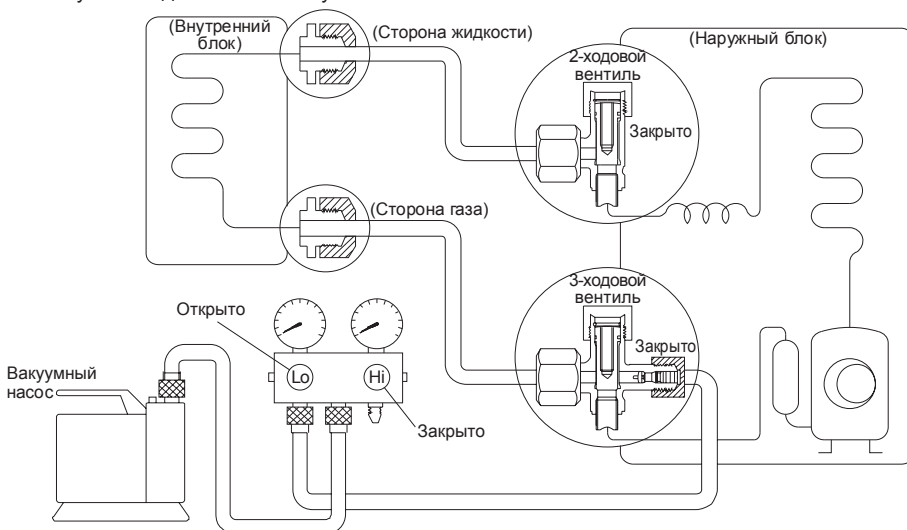 (Внутренний
блок)
(Сторона жидкости)
2-ходовой
вентиль
(Наружный блок)
Закрыто
(Сторона газа)
3-ходовой
вентиль
Закрыто
Открыто
Вакуумный
насос
Lo
Hi
Закрыто